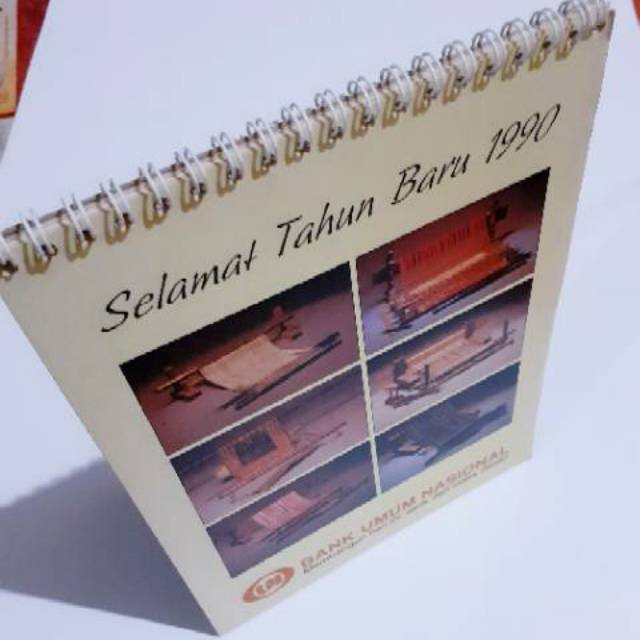 Selamat Tahun Baru 1990
BANK UMUM NASIONAL